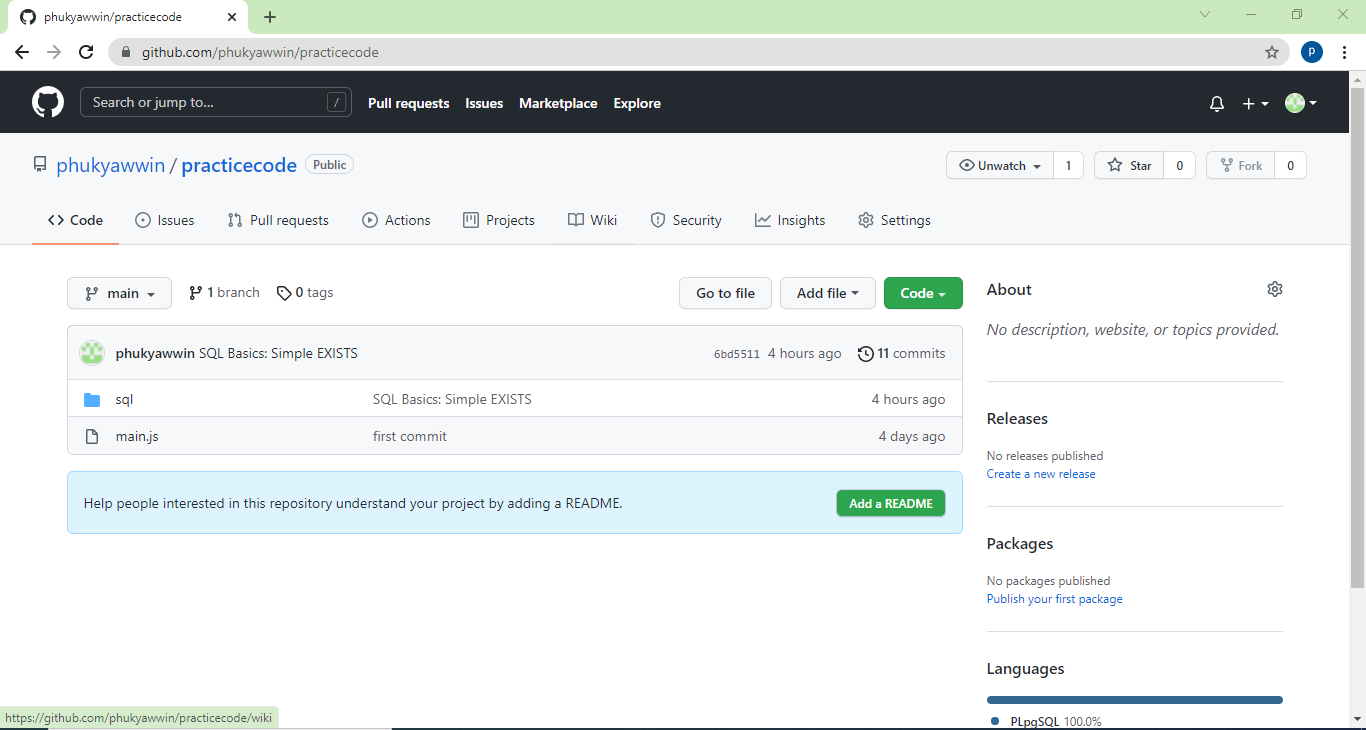 phukyawwin/practicecode
github.com/phukyawwin/practicecode
P
Search or jump to... /
Pull requests Issues Marketplace Explore
phukyawwin / practicecode Public
Unwatch 1 Star 0 Fork 0
Code Issues Pull requests Actions Projects Wiki Security Insights Settings
main 1 branch 0 tags Go to file Add file Code
phukyawwin SQL Basics: Simple EXISTS 6bd5511 4 hours ago 11 commits
sql SQL Basics: Simple EXISTS 4 hours ago
main.js first commit 4 days ago
Help people interested in this repository understand your project by adding a README. Add a README
About
No description, website, or topics provided.
Releases
No releases published
Create a new release
Packages
No packages published
Publish your first package
Languages
PLpgSQL 100.0%
https://github.com/phukyawwin/practicecode/wiki